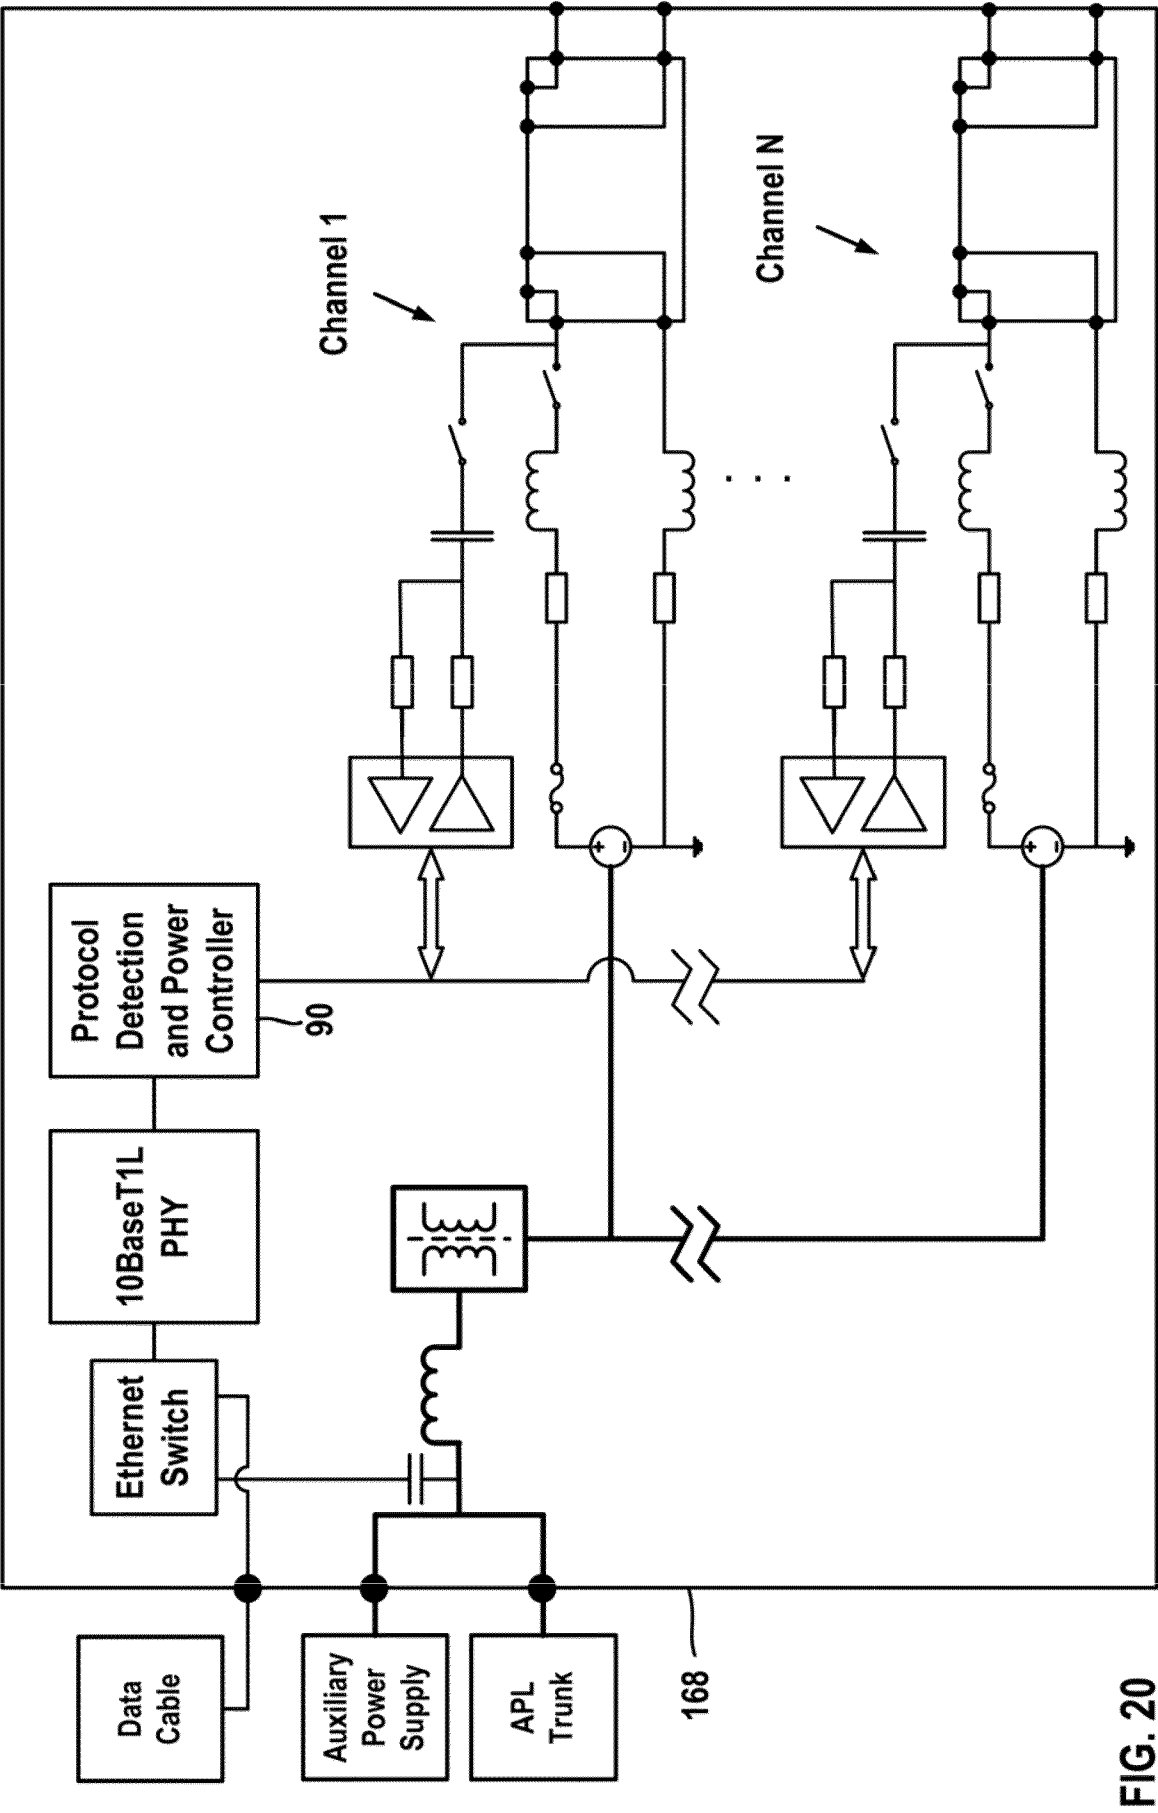 Data
Cable
Auxiliary
Power
Supply
APL
Trunk
168
Ethernet
Switch
10BaseT1L
PHY
Protocol
Detection
and Power
Controller
90
Channel 1
. . .
Channel N
+
–
+
–
FIG. 20